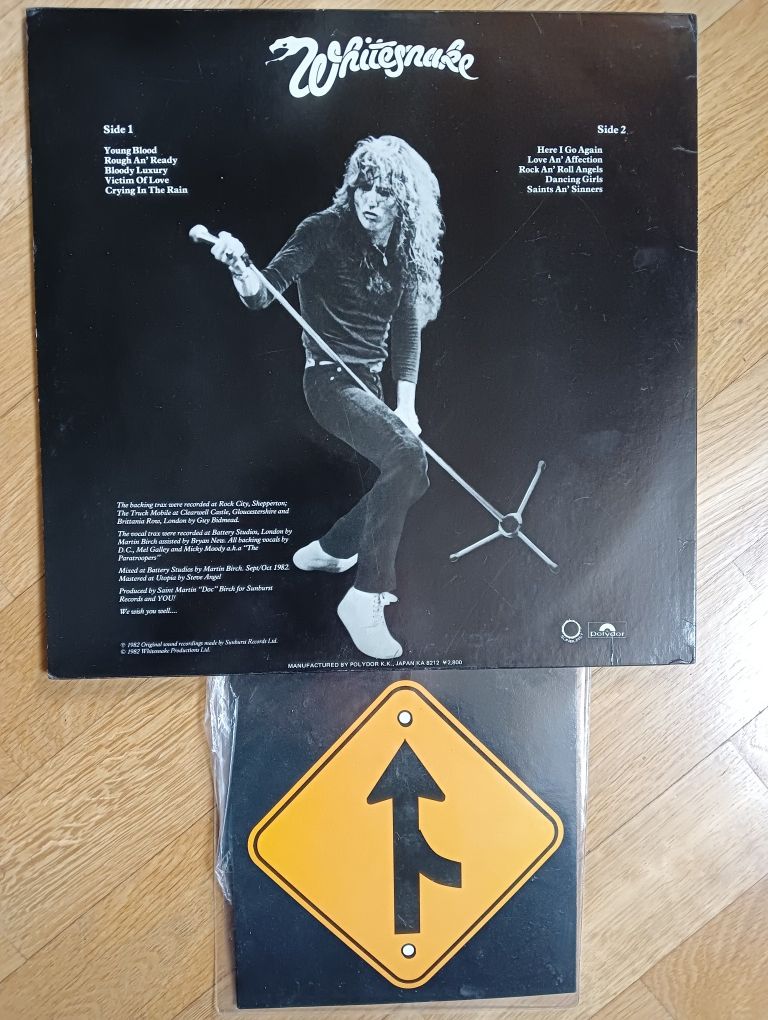 Whitesnake
Side 1
Young Blood
Rough An' Ready
Bloody Luxury
Victim Of Love
Crying In The Rain
Side 2
Here I Go Again
Love An' Affection
Rock An' Roll Angels
Dancing Girls
Saints An' Sinners
The backing trax were recorded at Rock City, Shepperton;
The Truck Mobile at Clearwell Castle, Gloucestershire and
Brittania Row, London by Guy Bidmead.
The vocal trax were recorded at Battery Studios, London by
Martin Birch assisted by Bryan New. All backing vocals by
D.C., Mel Galley and Micky Moody a.k.a "The
Paratroopers"
Mixed at Battery Studios by Martin Birch. Sept/Oct 1982.
Mastered at Utopia by Steve Angel
Produced by Saint Martin "Doc" Birch for Sunburst
Records and YOU!
We wish you well....
℗ 1982 Original sound recordings made by Sunburst Records Ltd.
© 1982 Whitesnake Productions Ltd.
polydor
MANUFACTURED BY POLYDOR K.K., JAPAN KA 8212 ¥2,800